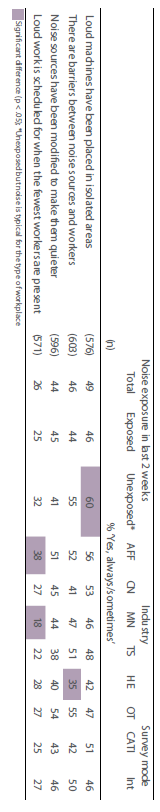 Noise exposure in last 2 weeks Industry Survey mode
(n) Total Exposed Unexposed* AFF CN MN TS HE OT CATI Int
% 'Yes, always/sometimes'
Loud machines have been placed in isolated areas (576) 49 46 60 56 53 46 48 42 47 51 46
There are barriers between noise sources and workers (603) 46 44 55 52 41 47 51 35 55 42 50
Noise sources have been modified to make them quieter (596) 44 45 41 51 45 44 38 40 54 43 46
Loud work is scheduled for when the fewest workers are present (571) 26 25 32 38 27 18 22 28 27 25 27
Significant difference (p < .05); *Unexposed but noise is typical for the type of workplace